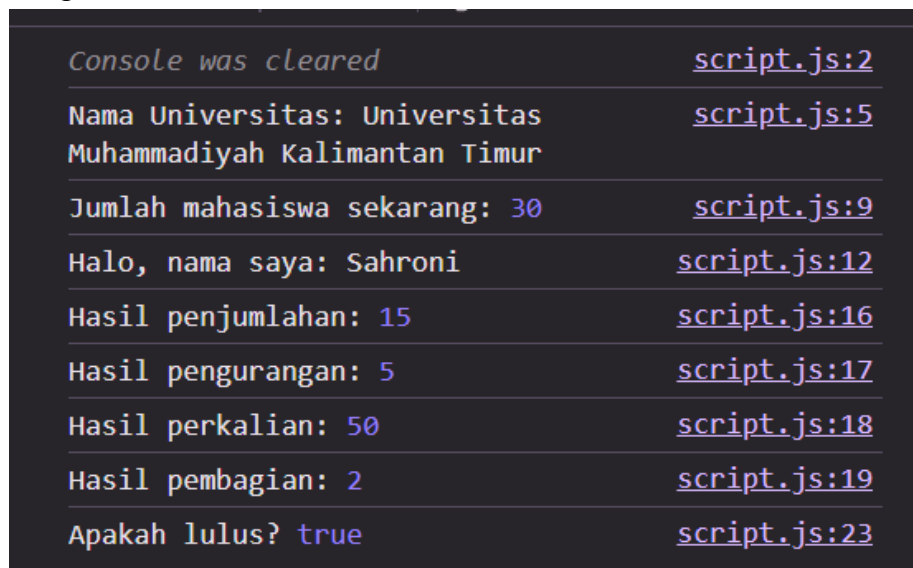 Console was cleared script.js:2
Nama Universitas: Universitas script.js:5
Muhammadiyah Kalimantan Timur
Jumlah mahasiswa sekarang: 30 script.js:9
Halo, nama saya: Sahroni script.js:12
Hasil penjumlahan: 15 script.js:16
Hasil pengurangan: 5 script.js:17
Hasil perkalian: 50 script.js:18
Hasil pembagian: 2 script.js:19
Apakah lulus? true script.js:23